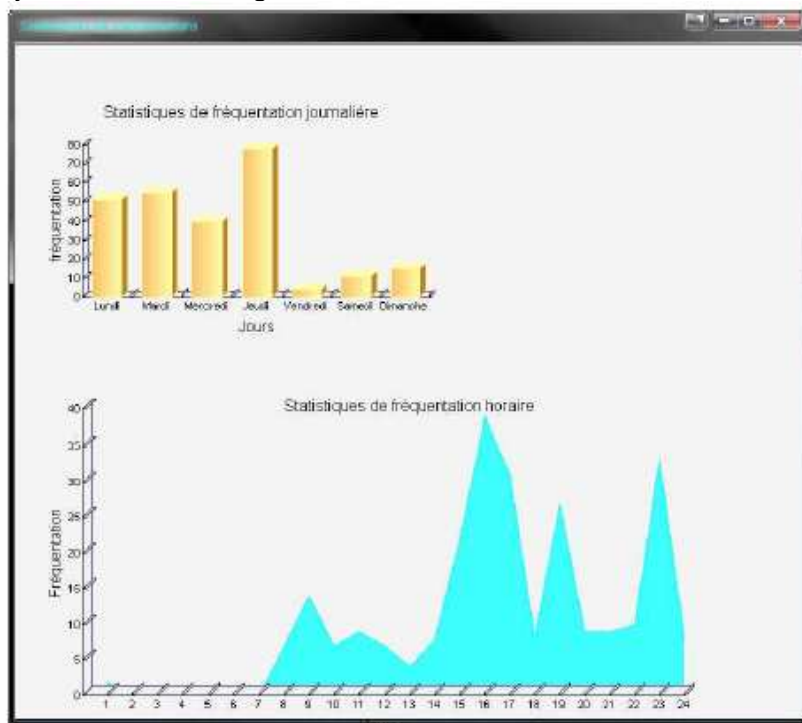 Statistiques de fréquentation journalière
80
70
60
50
40
30
20
10
0
fréquentation
Lundi Mardi Mercredi Jeudi Vendredi Samedi Dimanche
Jours
Statistiques de fréquentation horaire
40
35
30
25
20
15
10
5
0
Fréquentation
1 2 3 4 5 6 7 8 9 10 11 12 13 14 15 16 17 18 19 20 21 22 23 24